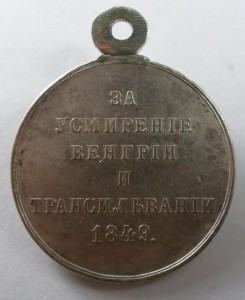 ЗА
УСМИРЕНІЕ
ВЕНГРІИ
И
ТРАНСИЛЬВАНІИ
1849.